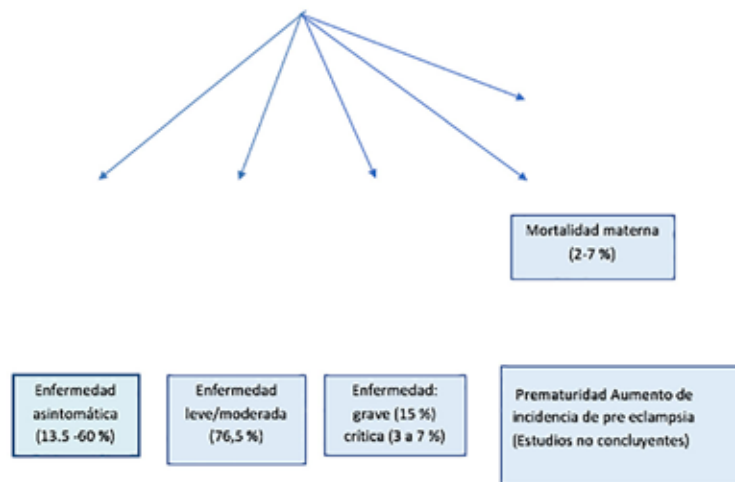 Mortalidad materna
(2-7 %)
Enfermedad
asintomática
(13.5 -60 %)
Enfermedad
leve/moderada
(76,5 %)
Enfermedad:
grave (15 %)
crítica (3 a 7 %)
Prematuridad Aumento de
incidencia de pre eclampsia
(Estudios no concluyentes)